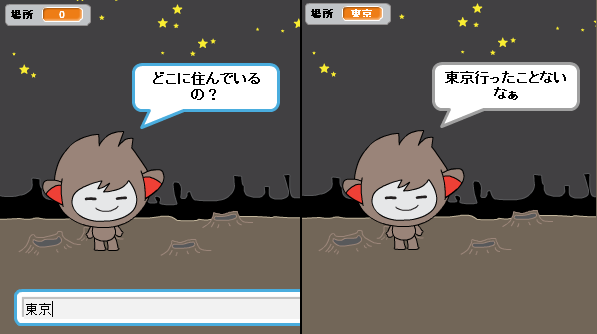 場所 0
どこに住んでいる
の？
東京
場所 東京
東京行ったことない
なぁ